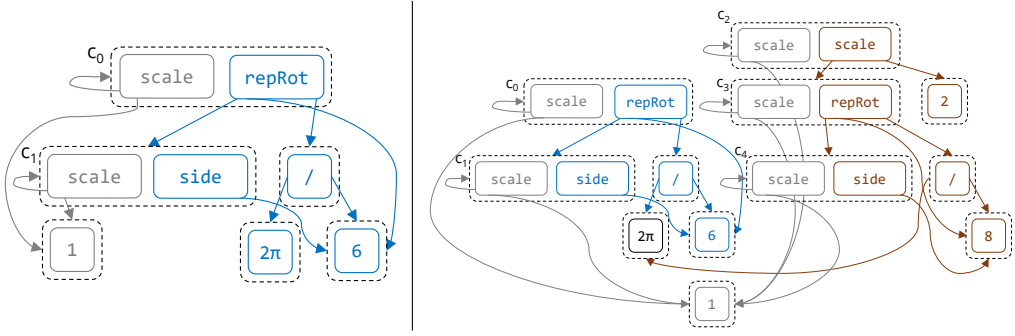 C0
scale repRot
C1
scale side /
1 2π 6
C2
scale scale
C0
scale repRot
C3
scale repRot 2
C1
scale side /
C4
scale side /
2π 6 8
1